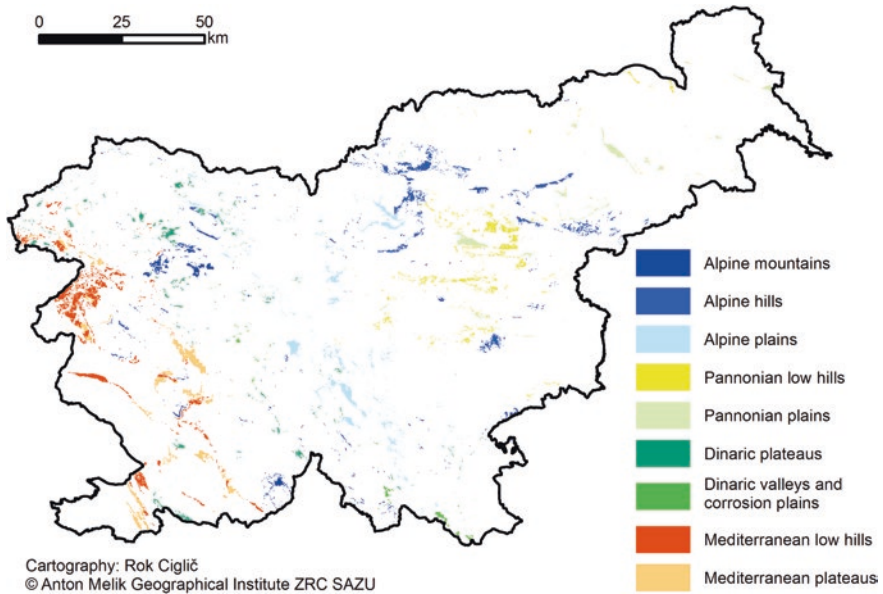 0 25 50
km
Alpine mountains
Alpine hills
Alpine plains
Pannonian low hills
Pannonian plains
Dinaric plateaus
Dinaric valleys and
corrosion plains
Mediterranean low hills
Mediterranean plateaus
Cartography: Rok Ciglič
© Anton Melik Geographical Institute ZRC SAZU